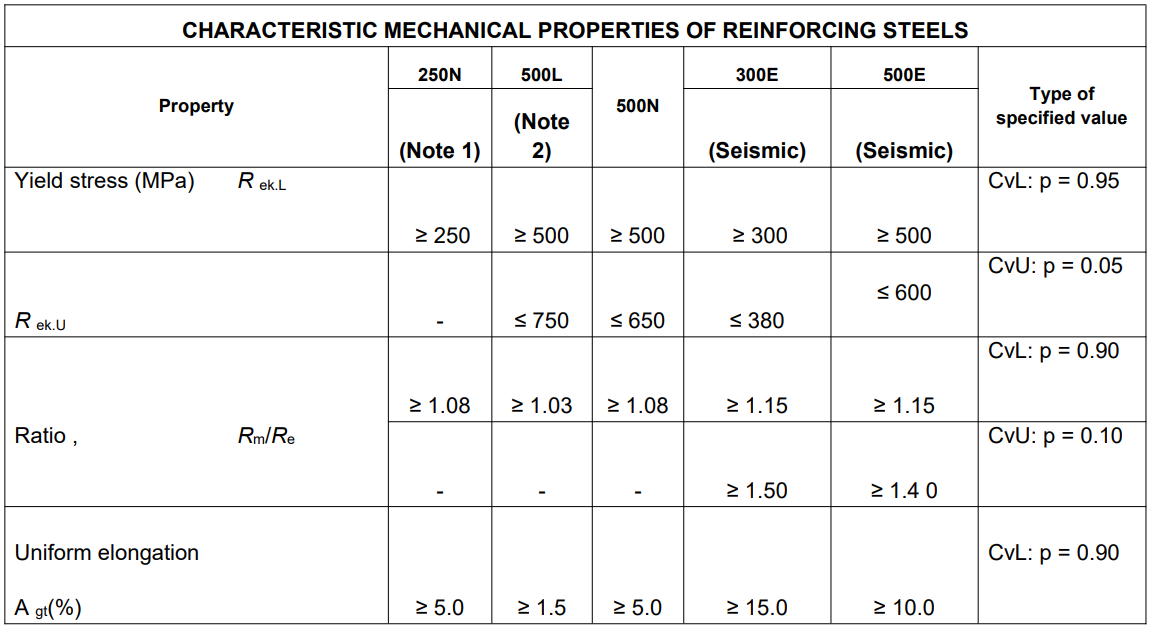 CHARACTERISTIC MECHANICAL PROPERTIES OF REINFORCING STEELS
Property
250N
500L
500N
300E
500E
Type of
specified value
(Note 1)
(Note
2)
(Seismic)
(Seismic)
Yield stress (MPa) R ek.L
≥ 250
≥ 500
≥ 500
≥ 300
≥ 500
CvL: p = 0.95
R ek.U
-
≤ 750
≤ 650
≤ 380
≤ 600
CvU: p = 0.05
Ratio , Rm/Re
≥ 1.08
≥ 1.03
≥ 1.08
≥ 1.15
≥ 1.15
CvL: p = 0.90
-
-
-
≥ 1.50
≥ 1.4 0
CvU: p = 0.10
Uniform elongation
A gt(%)
≥ 5.0
≥ 1.5
≥ 5.0
≥ 15.0
≥ 10.0
CvL: p = 0.90